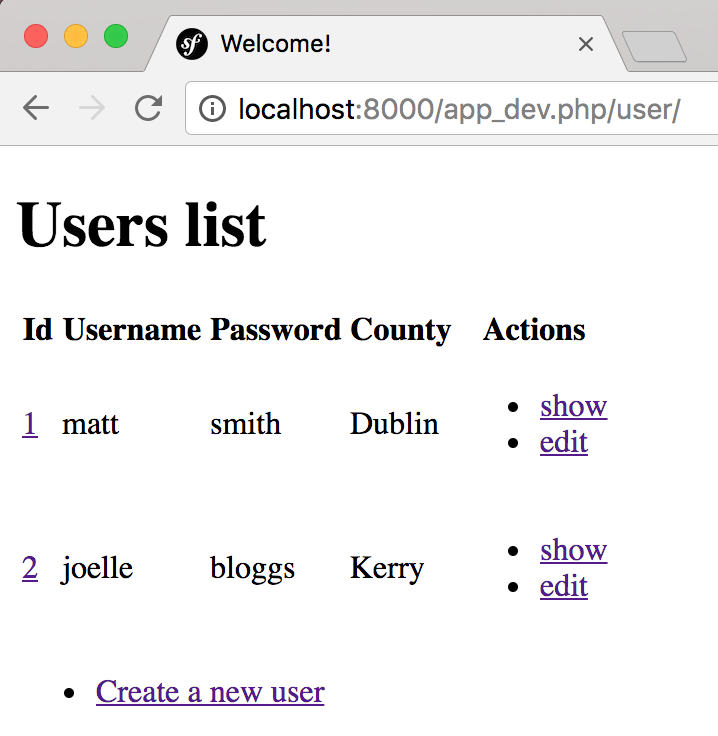 sf Welcome!
localhost:8000/app_dev.php/user/
Users list
Id Username Password County Actions
1 matt smith Dublin
show
edit
2 joelle bloggs Kerry
show
edit
Create a new user